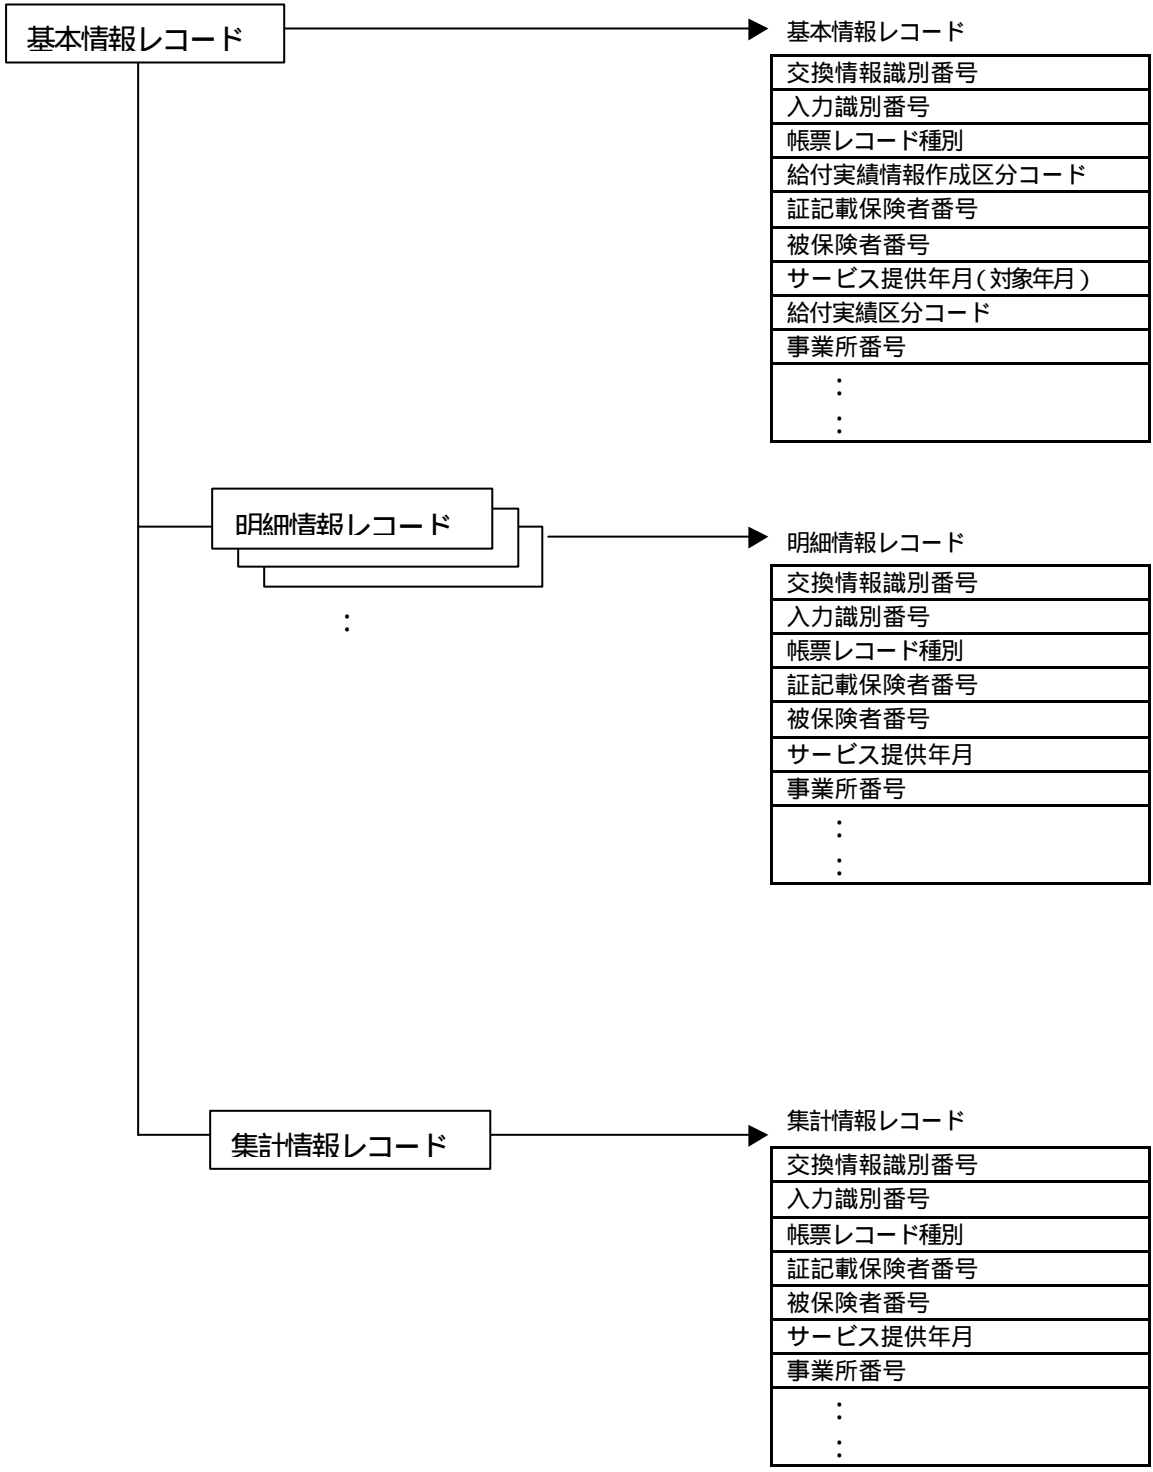 基本情報レコード
基本情報レコード
交換情報識別番号
入力識別番号
帳票レコード種別
給付実績情報作成区分コード
証記載保険者番号
被保険者番号
サービス提供年月(対象年月)
給付実績区分コード
事業所番号
：
：
明細情報レコード
：
明細情報レコード
交換情報識別番号
入力識別番号
帳票レコード種別
証記載保険者番号
被保険者番号
サービス提供年月
事業所番号
：
：
集計情報レコード
集計情報レコード
交換情報識別番号
入力識別番号
帳票レコード種別
証記載保険者番号
被保険者番号
サービス提供年月
事業所番号
：
：